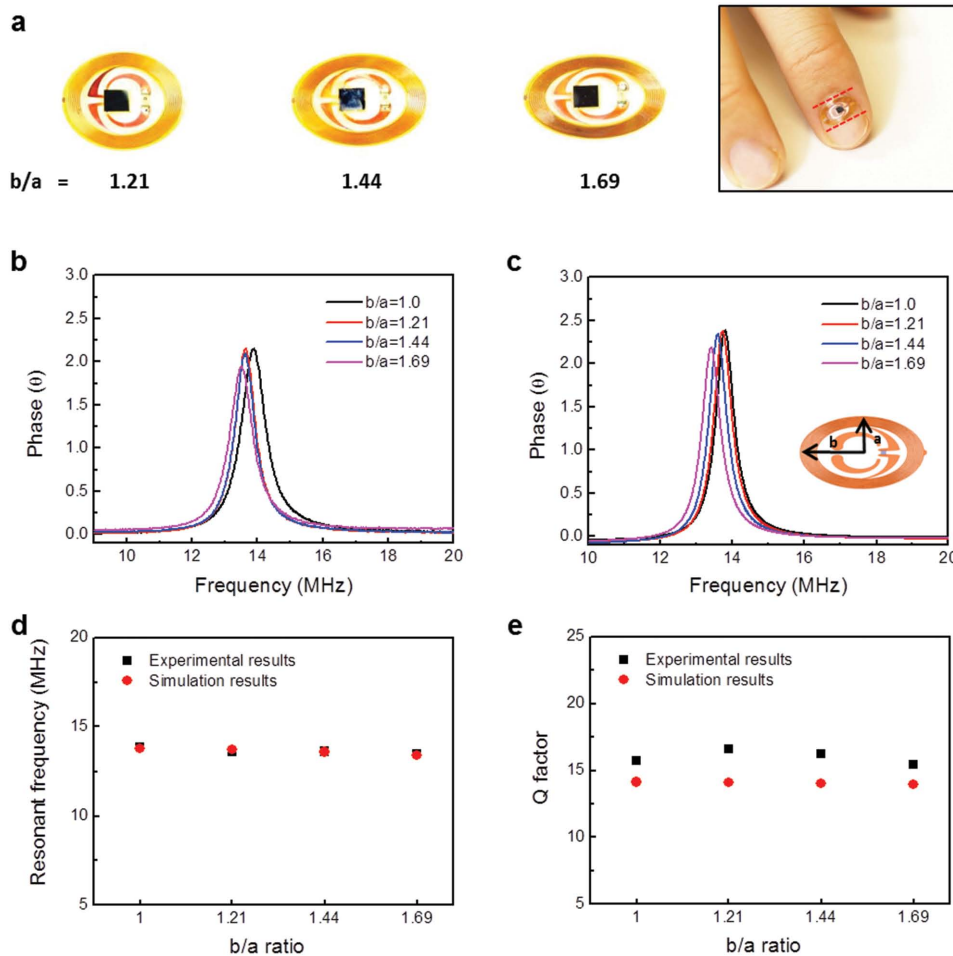 a
b/a = 1.21 1.44 1.69
b
3.0
2.5
2.0
1.5
1.0
0.5
0.0
Phase (θ)
b/a=1.0
b/a=1.21
b/a=1.44
b/a=1.69
10 12 14 16 18 20
Frequency (MHz)
c
3.0
2.5
2.0
1.5
1.0
0.5
0.0
Phase (θ)
b/a=1.0
b/a=1.21
b/a=1.44
b/a=1.69
b a
10 12 14 16 18 20
Frequency (MHz)
d
20
15
10
5
Resonant frequency (MHz)
Experimental results
Simulation results
1 1.21 1.44 1.69
b/a ratio
e
25
20
15
10
5
Q factor
Experimental results
Simulation results
1 1.21 1.44 1.69
b/a ratio